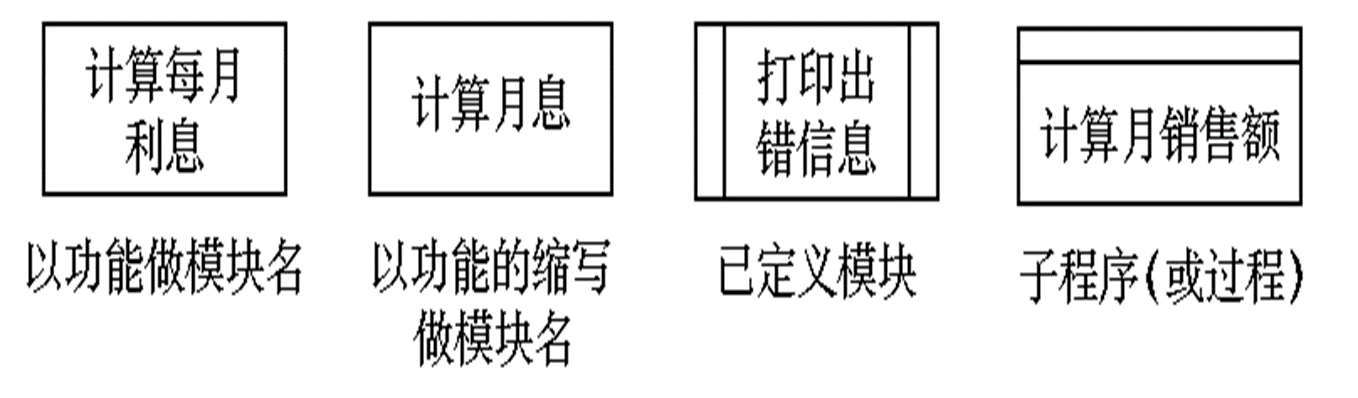 计算每月
利息
计算月息
打印出
错信息
计算月销售额
以功能做模块名
以功能的缩写
做模块名
已定义模块
子程序(或过程)